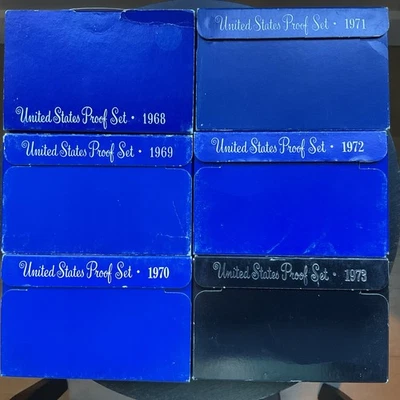 United States Proof Set · 1968
United States Proof Set · 1969
United States Proof Set · 1970
United States Proof Set · 1971
United States Proof Set · 1972
United States Proof Set · 1973